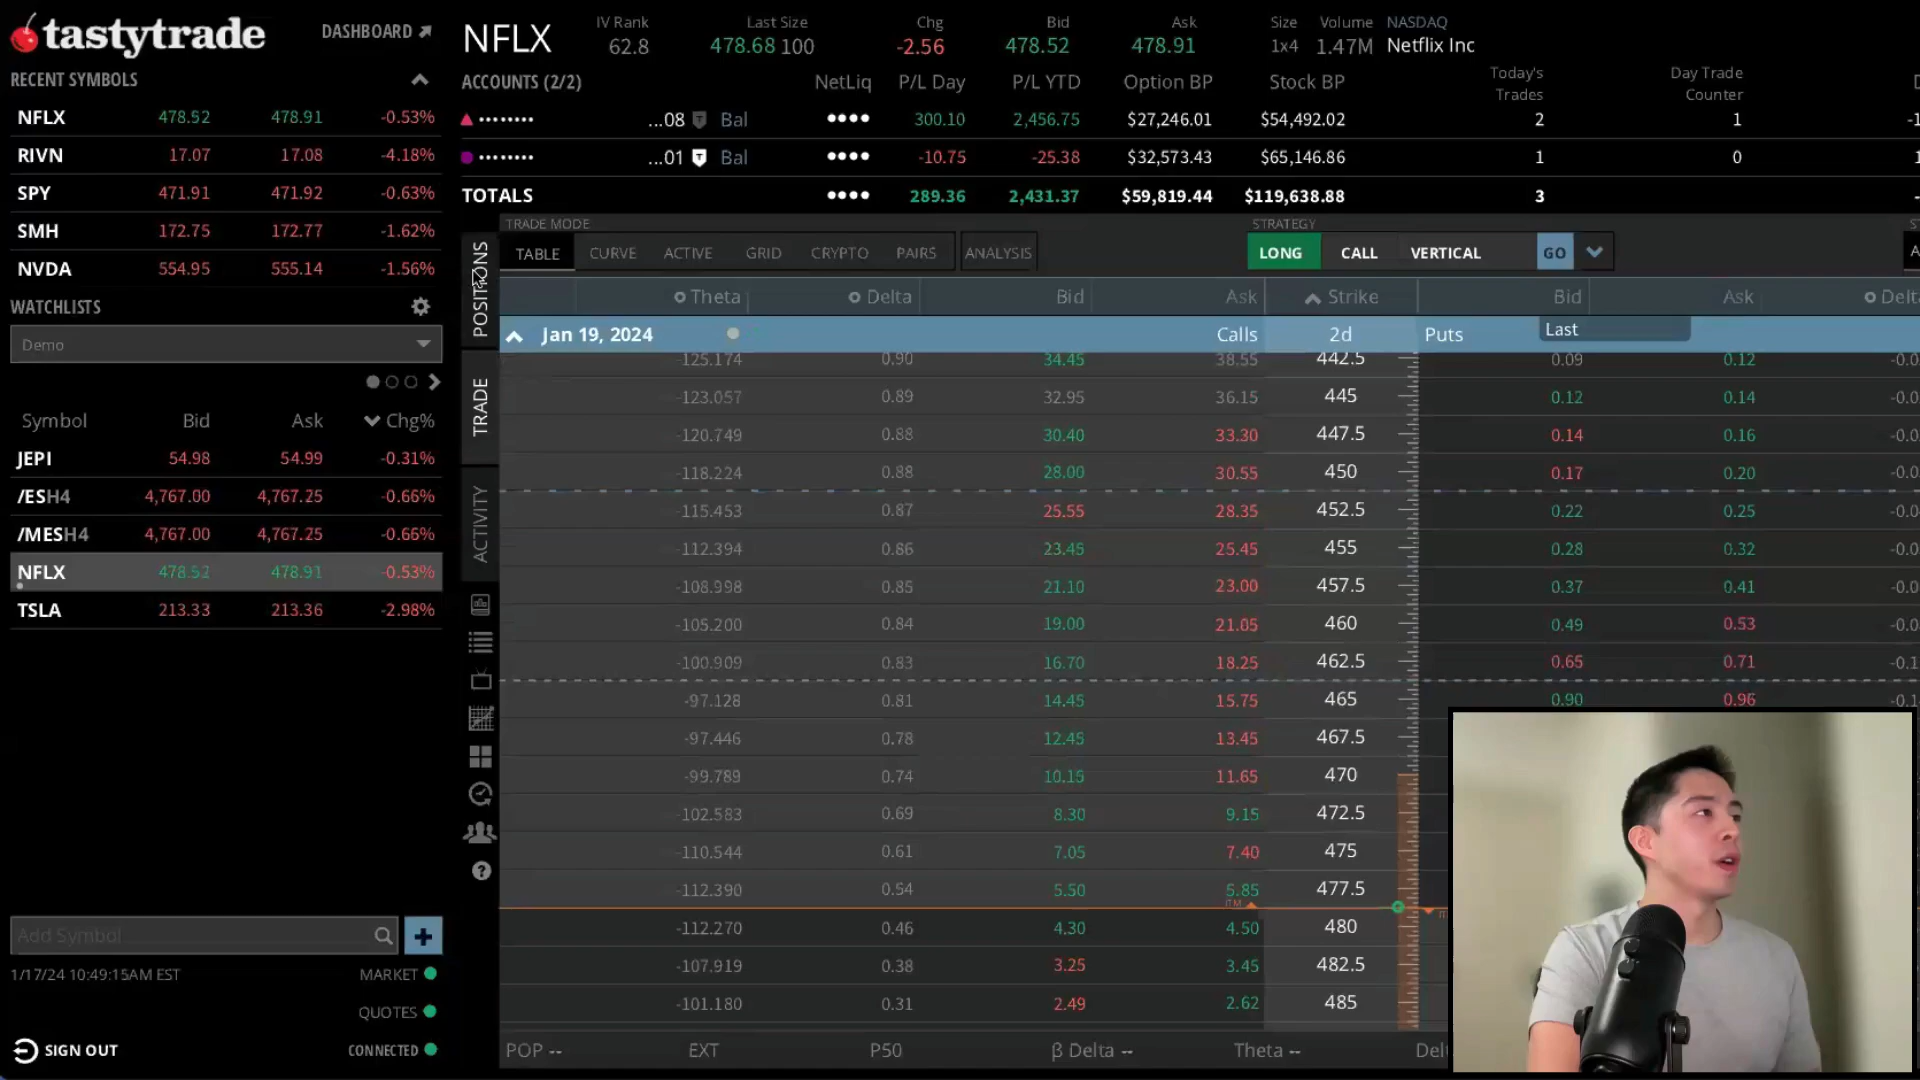 tastytrade DASHBOARD
RECENT SYMBOLS
NFLX 478.52 478.91 -0.53%
RIVN 17.07 17.08 -4.18%
SPY 471.91 471.92 -0.63%
SMH 172.75 172.77 -1.62%
NVDA 554.95 555.14 -1.56%
WATCHLISTS
Demo
Symbol Bid Ask Chg%
JEPI 54.98 54.99 -0.31%
/ESH4 4,767.00 4,767.25 -0.66%
/MESH4 4,767.00 4,767.25 -0.66%
NFLX 478.52 478.91 -0.53%
TSLA 213.33 213.36 -2.98%
Add Symbol
1/17/24 10:49:15AM EST MARKET
QUOTES
SIGN OUT CONNECTED
IV Rank Last Size Chg Bid Ask Size Volume NASDAQ
NFLX 62.8 478.68 100 -2.56 478.52 478.91 1x4 1.47M Netflix Inc
ACCOUNTS (2/2) NetLiq P/L Day P/L YTD Option BP Stock BP Today's Trades Day Trade Counter
...08 Bal 300.10 2,456.75 $27,246.01 $54,492.02 2 1
...01 Bal -10.75 -25.38 $32,573.43 $65,146.86 1 0
TOTALS 289.36 2,431.37 $59,819.44 $119,638.88 3
POSITIONS
TRADE
ACTIVITY
TRADE MODE STRATEGY
TABLE CURVE ACTIVE GRID CRYPTO PAIRS ANALYSIS LONG CALL VERTICAL GO
Theta Delta Bid Ask Strike Bid Ask
Jan 19, 2024 Calls 2d Puts Last
-125.174 0.90 34.45 38.55 442.5 0.09 0.12
-123.057 0.89 32.95 36.15 445 0.12 0.14
-120.749 0.88 30.40 33.30 447.5 0.14 0.16
-118.224 0.88 28.00 30.55 450 0.17 0.20
-115.453 0.87 25.55 28.35 452.5 0.22 0.25
-112.394 0.86 23.45 25.45 455 0.28 0.32
-108.998 0.85 21.10 23.00 457.5 0.37 0.41
-105.200 0.84 19.00 21.05 460 0.49 0.53
-100.909 0.83 16.70 18.25 462.5 0.65 0.71
-97.128 0.81 14.45 15.75 465 0.90 0.96
-97.446 0.78 12.45 13.45 467.5
-99.789 0.74 10.15 11.65 470
-102.583 0.69 8.30 9.15 472.5
-110.544 0.61 7.05 7.40 475
-112.390 0.54 5.50 5.85 477.5
ITM
-112.270 0.46 4.30 4.50 480
-107.919 0.38 3.25 3.45 482.5
-101.180 0.31 2.49 2.62 485
POP -- EXT P50 β Delta -- Theta --